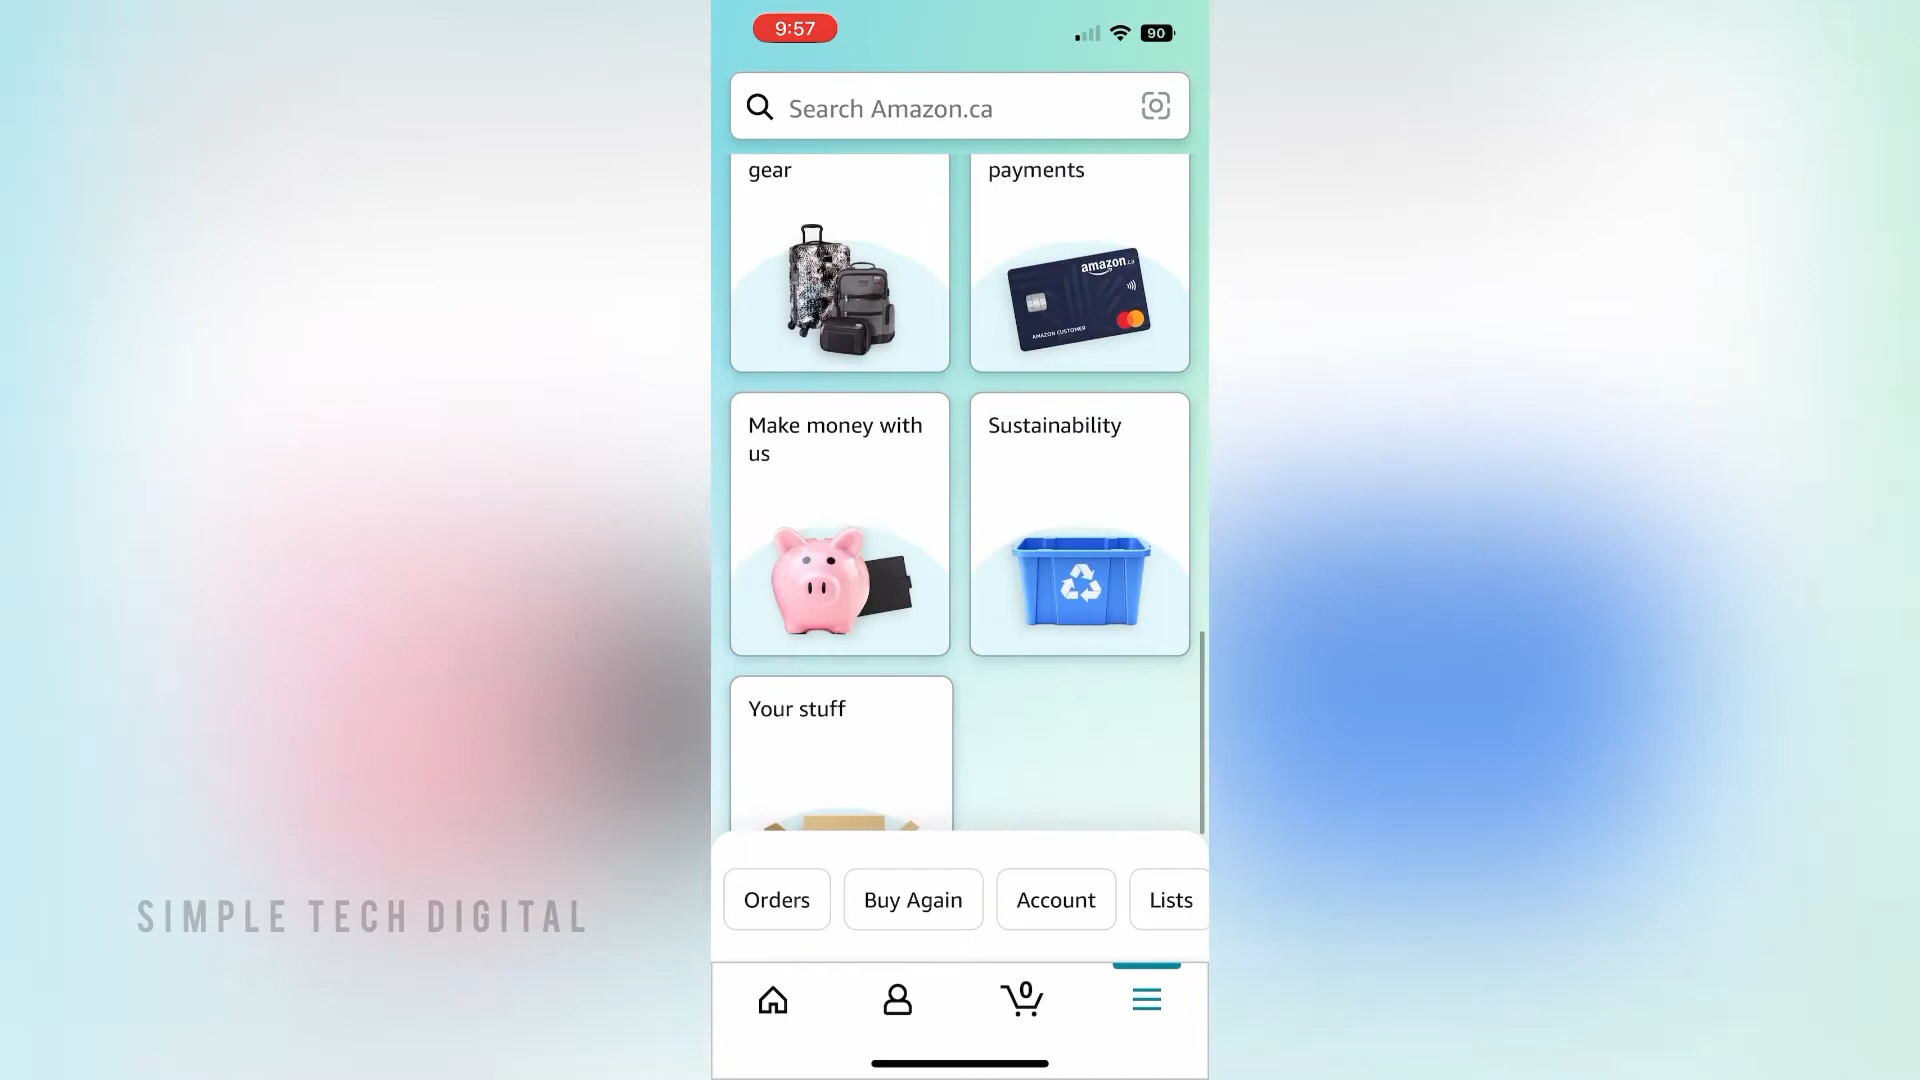 9:57
90
Search Amazon.ca
gear
payments
amazon.ca
AMAZON CUSTOMER
Make money with
us
Sustainability
Your stuff
Orders
Buy Again
Account
Lists
SIMPLE TECH DIGITAL
0